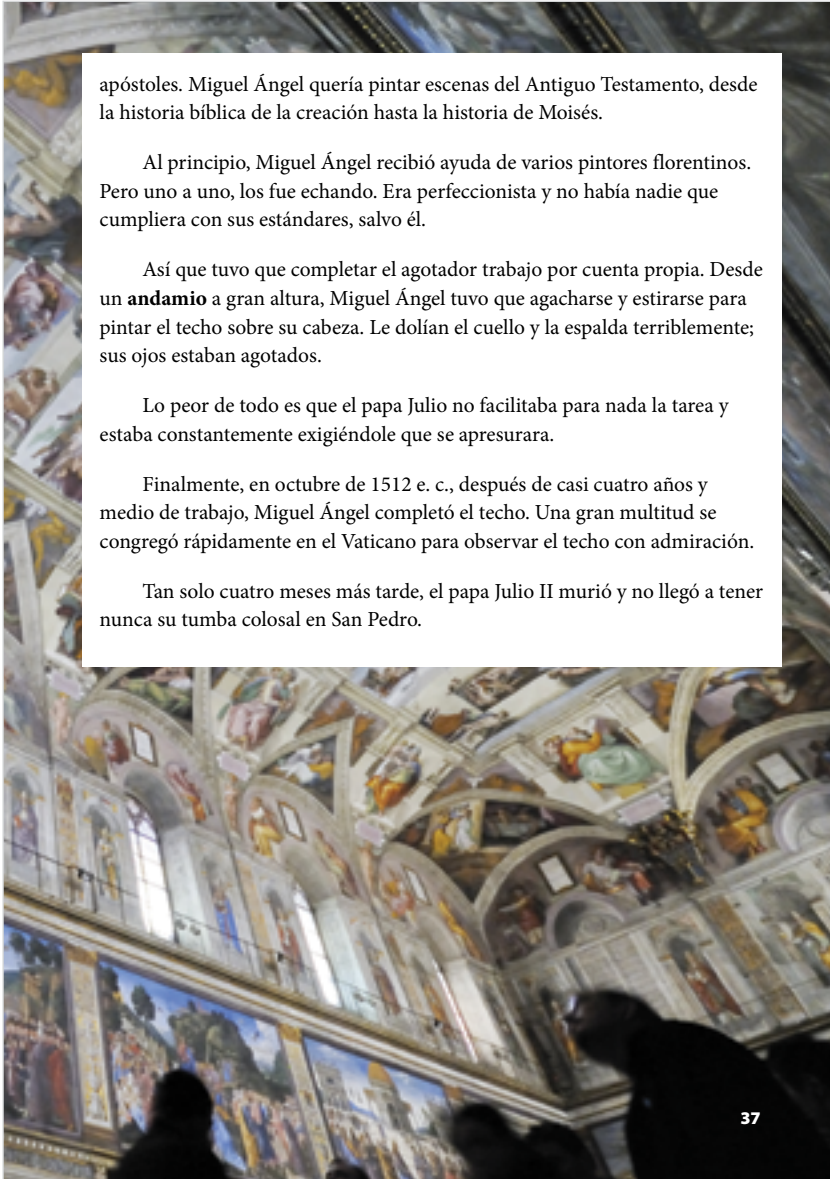 apóstoles. Miguel Ángel quería pintar escenas del Antiguo Testamento, desde
la historia bíblica de la creación hasta la historia de Moisés.
Al principio, Miguel Ángel recibió ayuda de varios pintores florentinos.
Pero uno a uno, los fue echando. Era perfeccionista y no había nadie que
cumpliera con sus estándares, salvo él.
Así que tuvo que completar el agotador trabajo por cuenta propia. Desde
un andamio a gran altura, Miguel Ángel tuvo que agacharse y estirarse para
pintar el techo sobre su cabeza. Le dolían el cuello y la espalda terriblemente;
sus ojos estaban agotados.
Lo peor de todo es que el papa Julio no facilitaba para nada la tarea y
estaba constantemente exigiéndole que se apresurara.
Finalmente, en octubre de 1512 e. c., después de casi cuatro años y
medio de trabajo, Miguel Ángel completó el techo. Una gran multitud se
congregó rápidamente en el Vaticano para observar el techo con admiración.
Tan solo cuatro meses más tarde, el papa Julio II murió y no llegó a tener
nunca su tumba colosal en San Pedro.
37